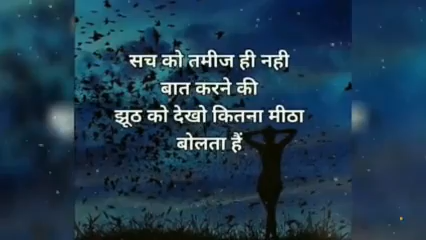 सच को तमीज ही नही
बात करने की
झूठ को देखो कितना मीठा
बोलता हैं